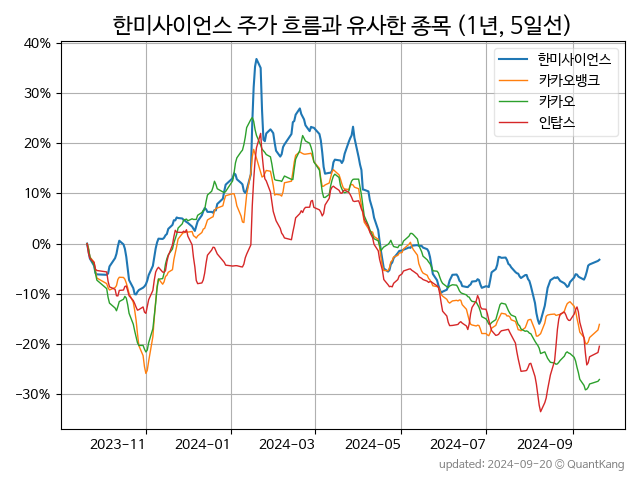 한미사이언스 주가 흐름과 유사한 종목 (1년, 5일선)
40%
30%
20%
10%
0%
−10%
−20%
−30%
한미사이언스
카카오뱅크
카카오
인탑스
2023-11
2024-01
2024-03
2024-05
2024-07
2024-09
updated: 2024-09-20 © QuantKang